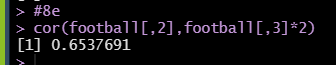 > #8e
> cor(football[,2],football[,3]*2)
[1] 0.6537691
>